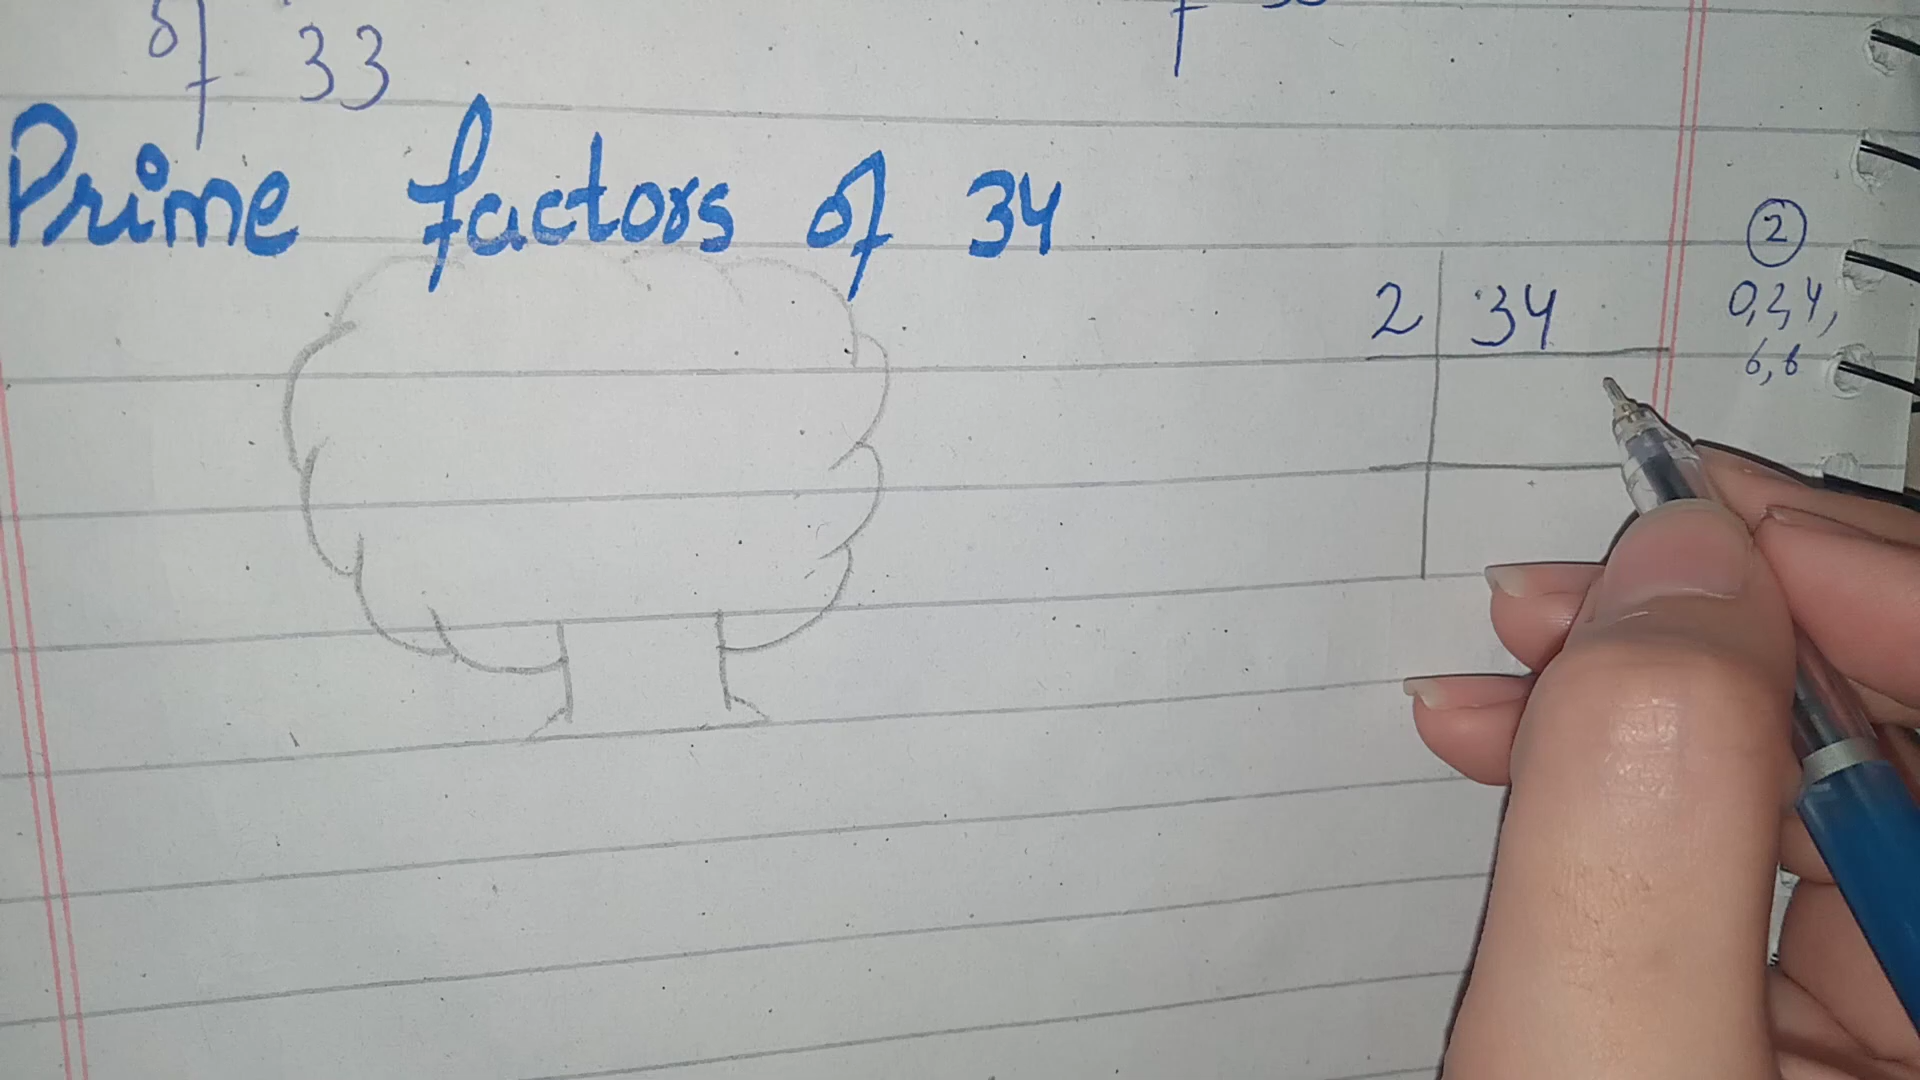 of 33
Prime factors of 34
2 34
2
0,2,4,
6,8